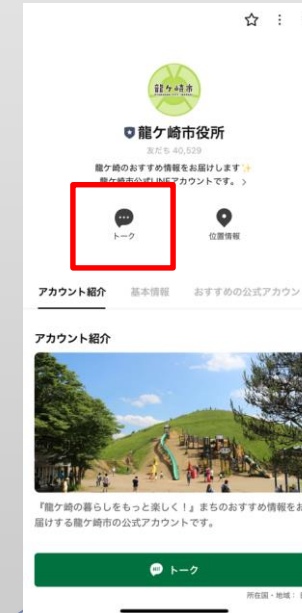 龍ケ崎市
龍ケ崎市役所
友だち 40,529
龍ケ崎のおすすめ情報をお届けします✨
龍ケ崎市公式LINEアカウントです。 >
トーク
位置情報
アカウント紹介
基本情報
おすすめの公式アカウン
アカウント紹介
『龍ケ崎の暮らしをもっと楽しく！』まちのおすすめ情報をお
届けする龍ケ崎市の公式アカウントです。
トーク
所在国・地域：